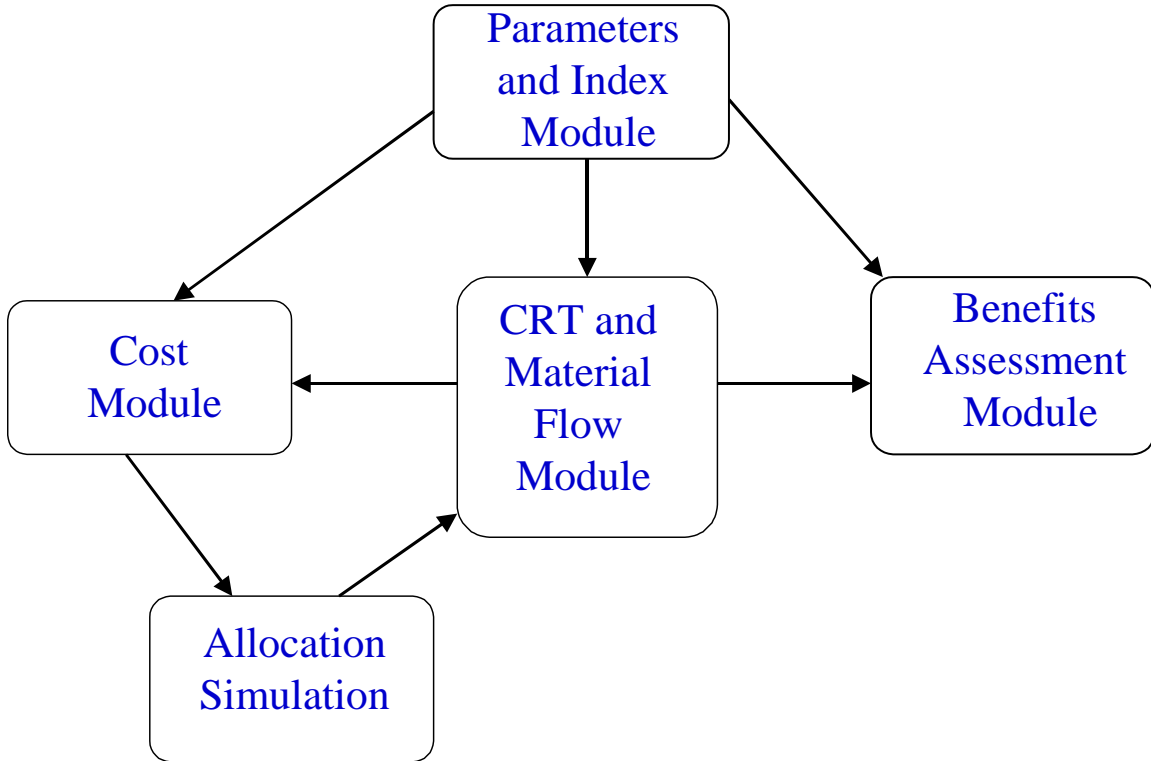 Parameters
and Index
Module
Cost
Module
CRT and
Material
Flow
Module
Benefits
Assessment
Module
Allocation
Simulation